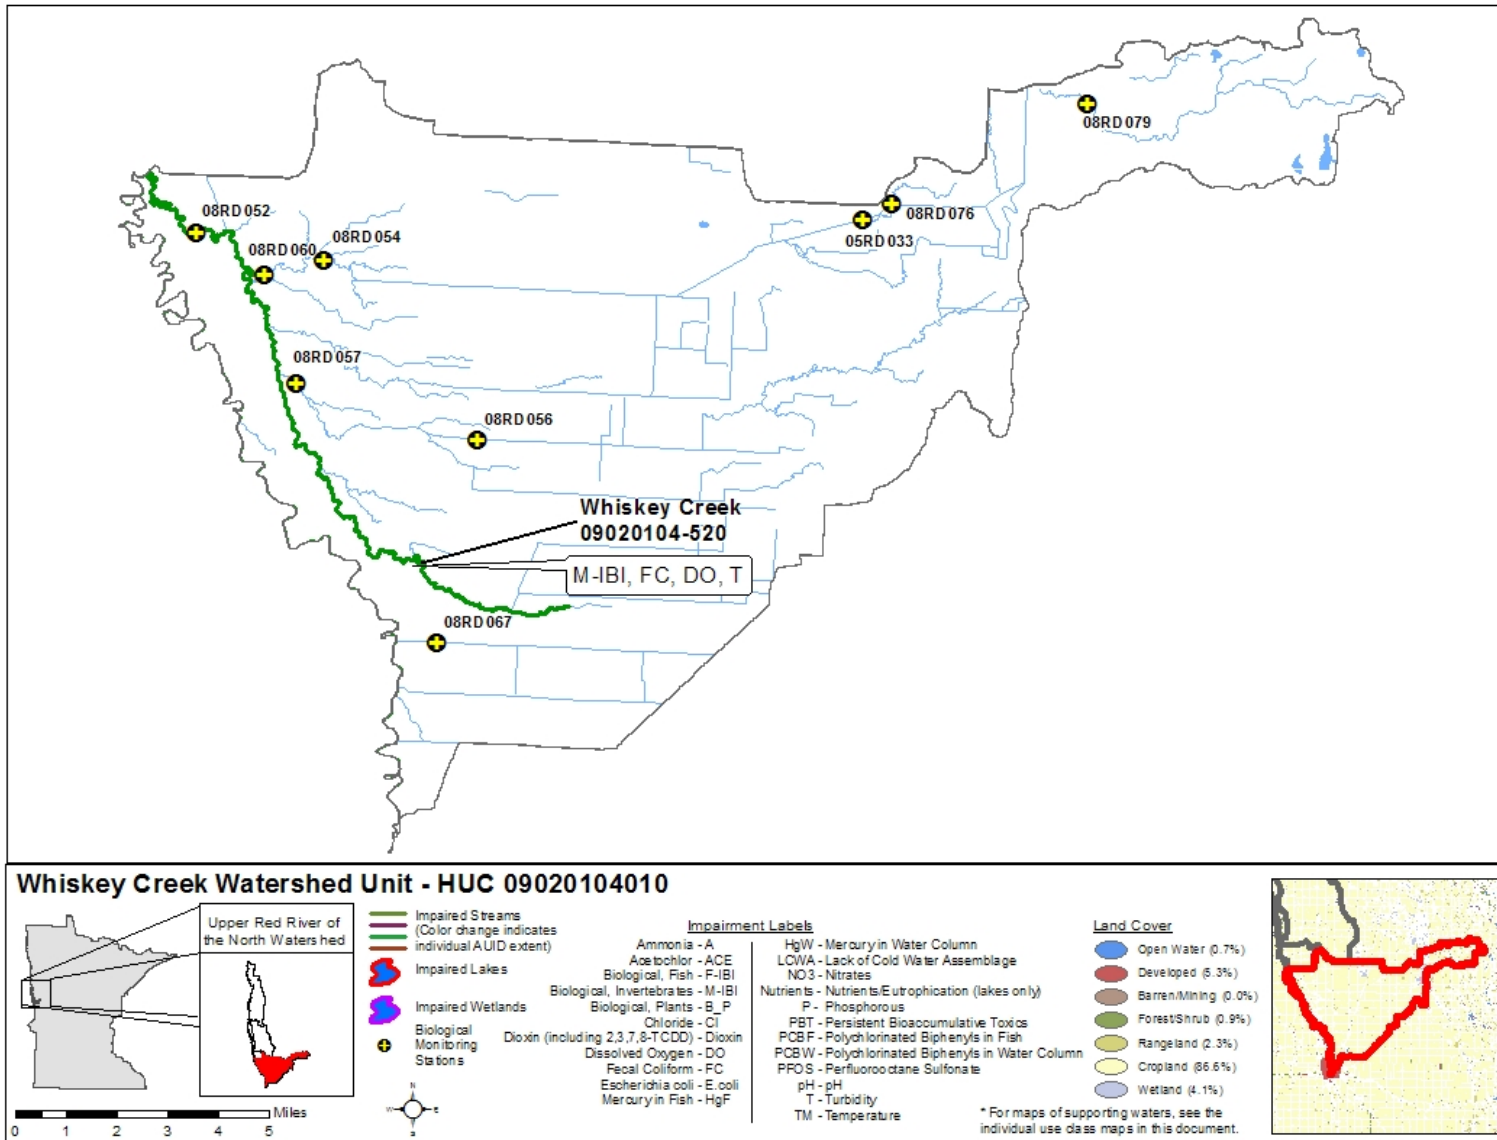 08RD079
08RD052
08RD076
08RD054
08RD060
05RD033
08RD057
08RD056
Whiskey Creek
09020104-520
M-IBI, FC, DO, T
08RD067
Whiskey Creek Watershed Unit - HUC 09020104010
Upper Red River of
the North Watershed
Miles
0 1 2 3 4 5
Impaired Streams
(Color change indicates
individual AUID extent)
Impaired Lakes
Impaired Wetlands
Biological
Monitoring
Stations
N
W E
S
Impairment Labels
Ammonia - A
Acetochlor - ACE
Biological, Fish - F-IBI
Biological, Invertebrates - M-IBI
Biological, Plants - B_P
Chloride - Cl
Dioxin (including 2,3,7,8-TCDD) - Dioxin
Dissolved Oxygen - DO
Fecal Coliform - FC
Escherichia coli - E.coli
Mercury in Fish - HgF
HgW - Mercury in Water Column
LCWA - Lack of Cold Water Assemblage
NO3 - Nitrates
Nutrients - Nutrients/Eutrophication (lakes only)
P - Phosphorous
PBT - Persistent Bioaccumulative Toxics
PCBF - Polychlorinated Biphenyls in Fish
PCBW - Polychlorinated Biphenyls in Water Column
PFOS - Perfluorooctane Sulfonate
pH - pH
T - Turbidity
TM - Temperature
Land Cover
Open Water (0.7%)
Developed (5.3%)
Barren/Mining (0.0%)
Forest/Shrub (0.9%)
Rangeland (2.3%)
Cropland (86.6%)
Wetland (4.1%)
* For maps of supporting waters, see the
individual use class maps in this document.